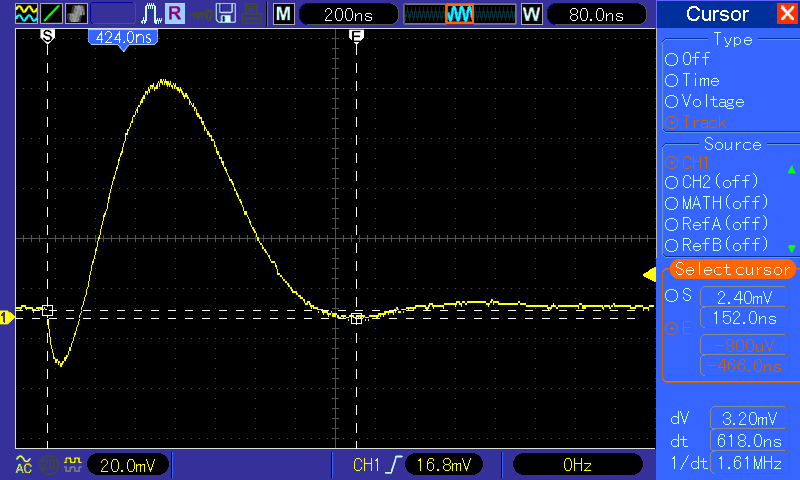 R M 200ns W 80.0ns Cursor
424.0ns
S E
Type
Off
Time
Voltage
Track
Source
CH1
CH2(off)
MATH(off)
RefA(off)
RefB(off)
Select cursor
S 2.40mV
152.0ns
E
-800uV
-466.0ns
dV 3.20mV
dt 618.0ns
1/dt 1.61MHz
1
AC 20.0mV CH1 16.8mV 0Hz